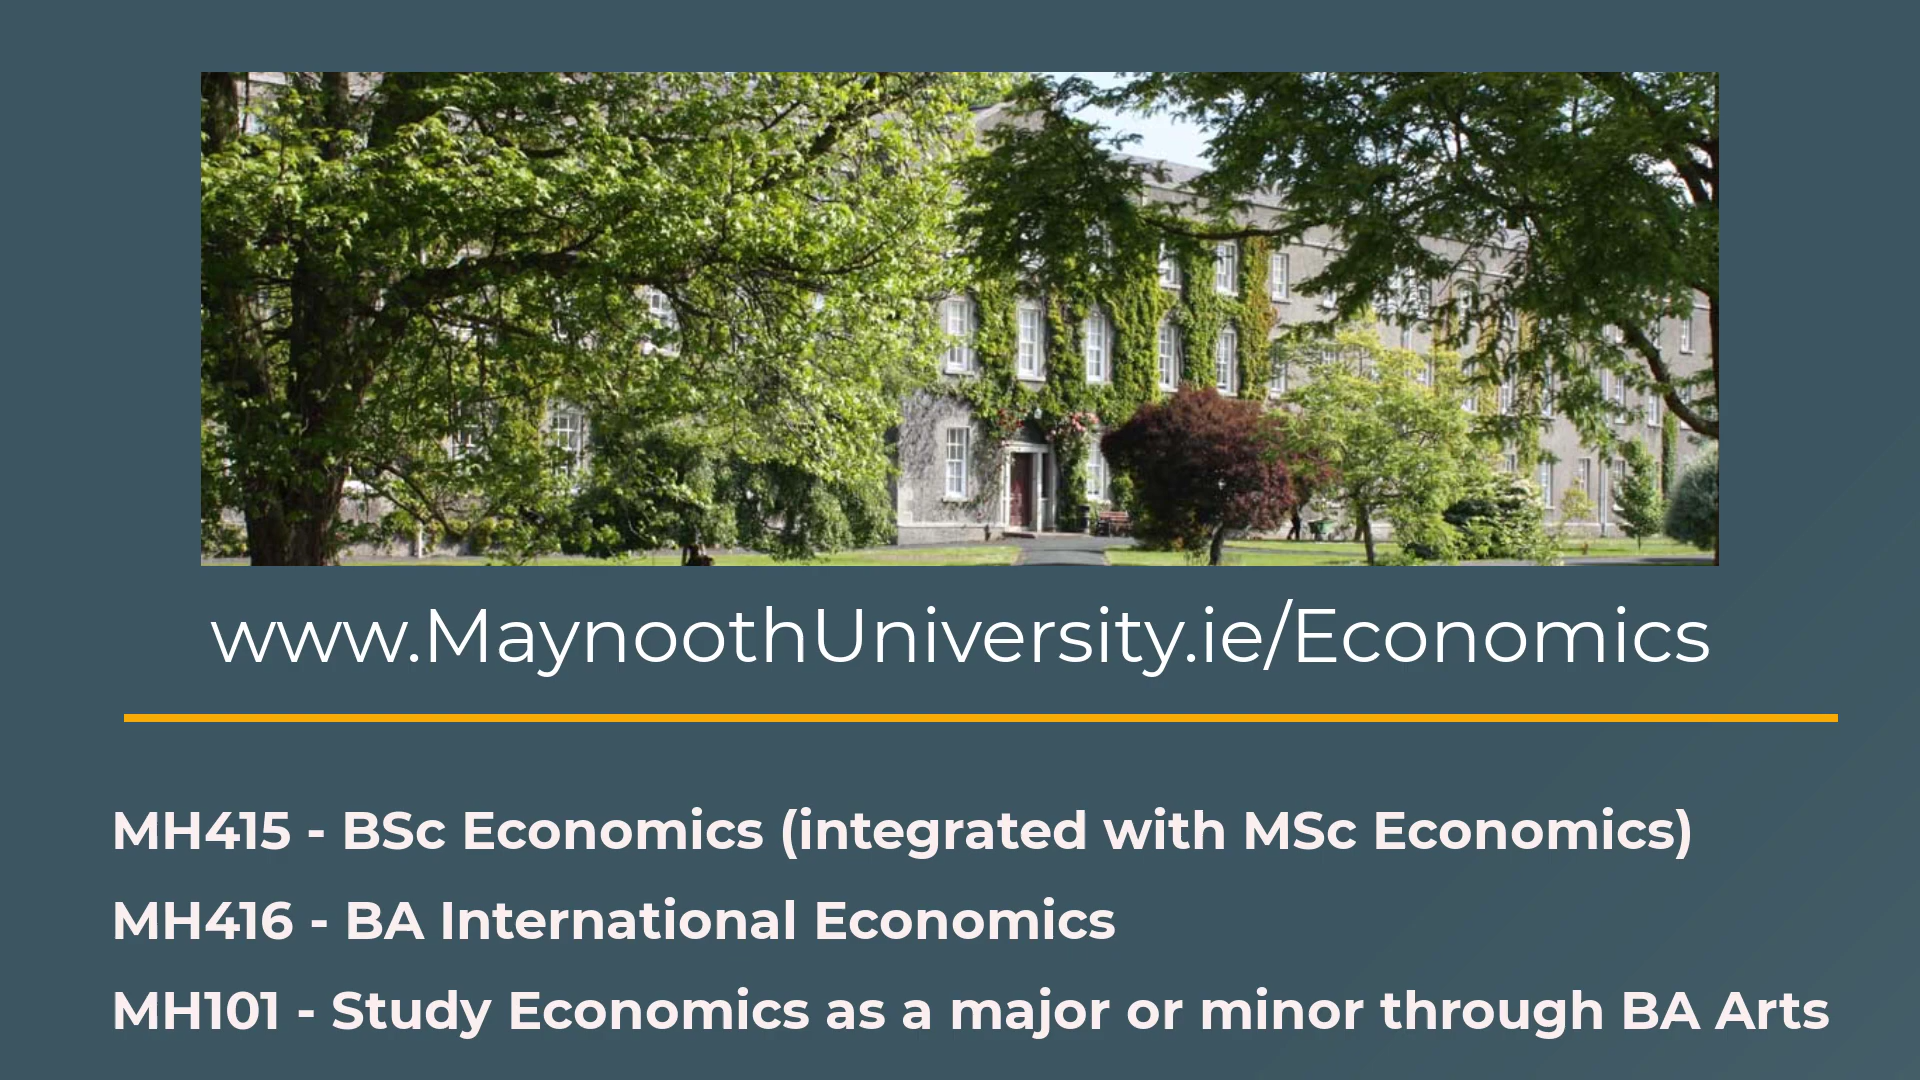 www.MaynoothUniversity.ie/Economics
MH415 - BSc Economics (integrated with MSc Economics)
MH416 - BA International Economics
MH101 - Study Economics as a major or minor through BA Arts